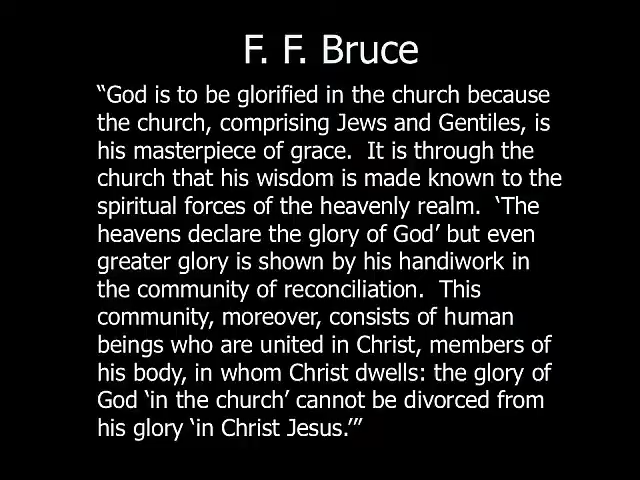 F. F. Bruce
“God is to be glorified in the church because
the church, comprising Jews and Gentiles, is
his masterpiece of grace.  It is through the
church that his wisdom is made known to the
spiritual forces of the heavenly realm.  ‘The
heavens declare the glory of God’ but even
greater glory is shown by his handiwork in
the community of reconciliation.  This
community, moreover, consists of human
beings who are united in Christ, members of
his body, in whom Christ dwells: the glory of
God ‘in the church’ cannot be divorced from
his glory ‘in Christ Jesus.’”